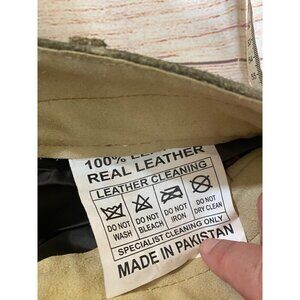 100%
REAL LEATHER
LEATHER CLEANING
DO NOT WASH
DO NOT BLEACH
DO NOT IRON
DO NOT DRY CLEAN
SPECIALIST CLEANING ONLY
MADE IN PAKISTAN